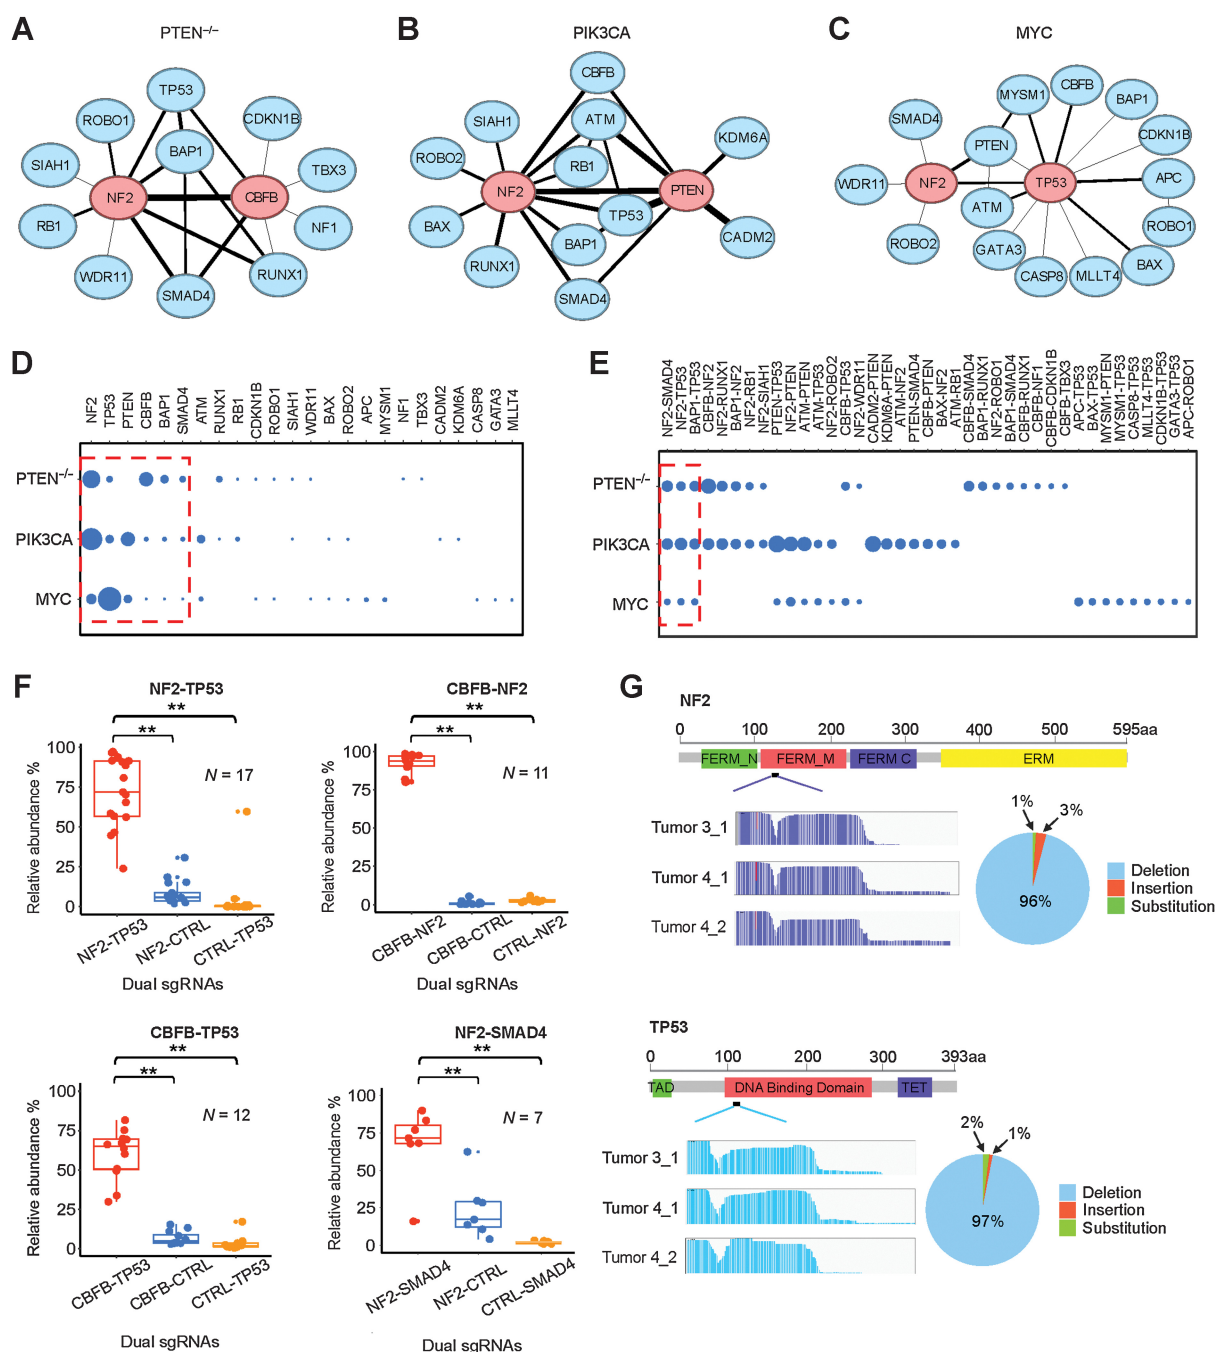 A
PTEN–/–
TP53
ROBO1
CDKN1B
BAP1
SIAH1
TBX3
NF2
CBFB
RB1
NF1
WDR11
RUNX1
SMAD4
B
PIK3CA
CBFB
SIAH1
ATM
KDM6A
ROBO2
RB1
NF2
PTEN
TP53
BAX
CADM2
BAP1
RUNX1
SMAD4
C
MYC
MYSM1
CBFB
BAP1
SMAD4
CDKN1B
PTEN
WDR11
NF2
TP53
APC
ATM
ROBO1
ROBO2
GATA3
BAX
CASP8
MLLT4
D
NF2
TP53
PTEN
CBFB
BAP1
SMAD4
ATM
RUNX1
RB1
CDKN1B
ROBO1
SIAH1
WDR11
BAX
ROBO2
APC
MYSM1
NF1
TBX3
CADM2
KDM6A
CASP8
GATA3
MLLT4
PTEN–/–
PIK3CA
MYC
E
NF2-SMAD4
NF2-TP53
BAP1-TP53
CBFB-NF2
NF2-RUNX1
BAP1-NF2
NF2-RB1
NF2-SIAH1
PTEN-TP53
NF2-PTEN
ATM-PTEN
ATM-TP53
NF2-ROBO2
CBFB-TP53
NF2-WDR11
CADM2-PTEN
KDM6A-PTEN
ATM-NF2
PTEN-SMAD4
CBFB-PTEN
BAX-NF2
ATM-RB1
CBFB-SMAD4
BAP1-RUNX1
NF2-ROBO1
BAP1-SMAD4
CBFB-RUNX1
CBFB-NF1
CBFB-CDKN1B
CBFB-TBX3
APC-TP53
BAX-TP53
MYSM1-PTEN
MYSM1-TP53
CASP8-TP53
MLLT4-TP53
CDKN1B-TP53
GATA3-TP53
APC-ROBO1
PTEN–/–
PIK3CA
MYC
F
NF2-TP53
**
**
N = 17
Relative abundance %
100
75
50
25
0
NF2-TP53
NF2-CTRL
CTRL-TP53
Dual sgRNAs
CBFB-NF2
**
**
N = 11
Relative abundance %
100
75
50
25
0
CBFB-NF2
CBFB-CTRL
CTRL-NF2
Dual sgRNAs
CBFB-TP53
**
**
N = 12
Relative abundance %
100
75
50
25
0
CBFB-TP53
CBFB-CTRL
CTRL-TP53
Dual sgRNAs
NF2-SMAD4
**
**
N = 7
Relative abundance %
100
75
50
25
0
NF2-SMAD4
NF2-CTRL
CTRL-SMAD4
Dual sgRNAs
G
NF2
0 100 200 300 400 500 595aa
FERM_N FERM_M FERM C ERM
Tumor 3_1
Tumor 4_1
Tumor 4_2
1%
3%
96%
Deletion
Insertion
Substitution
TP53
0 100 200 300 393aa
TAD DNA Binding Domain TET
Tumor 3_1
Tumor 4_1
Tumor 4_2
2%
1%
97%
Deletion
Insertion
Substitution